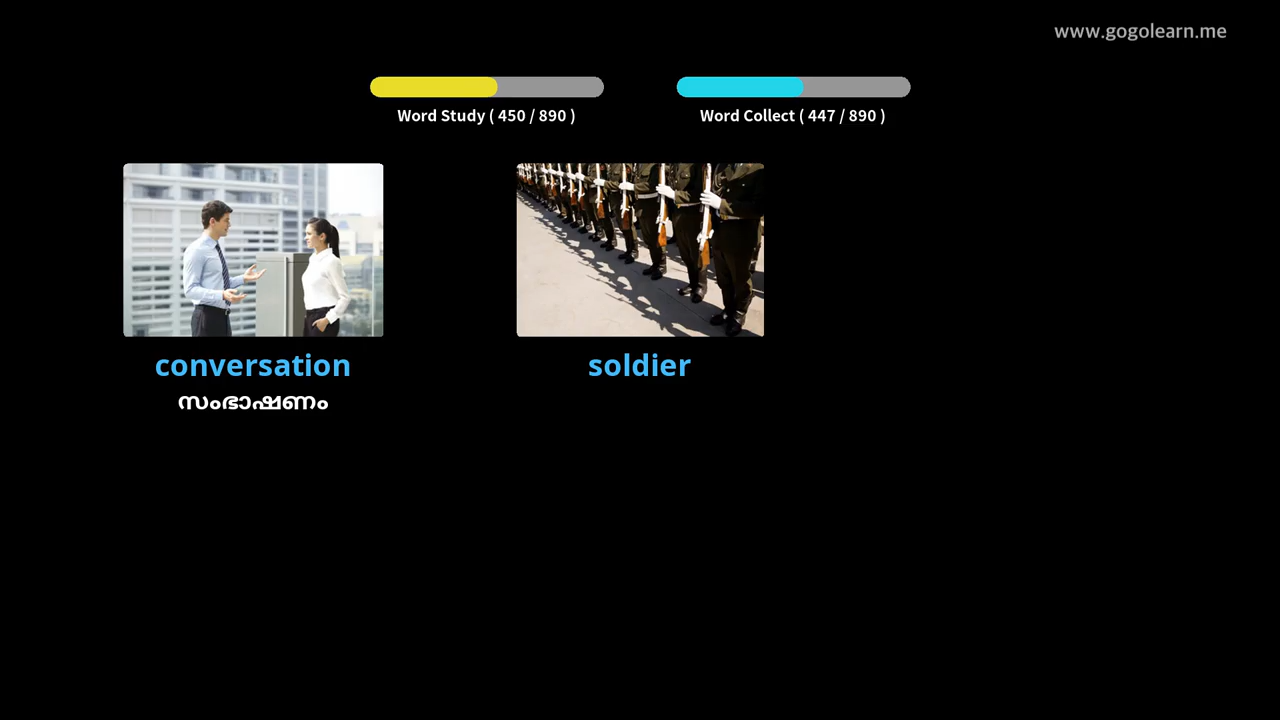 www.gogolearn.me
Word Study ( 450 / 890 )
Word Collect ( 447 / 890 )
conversation
സംഭാഷണം
soldier